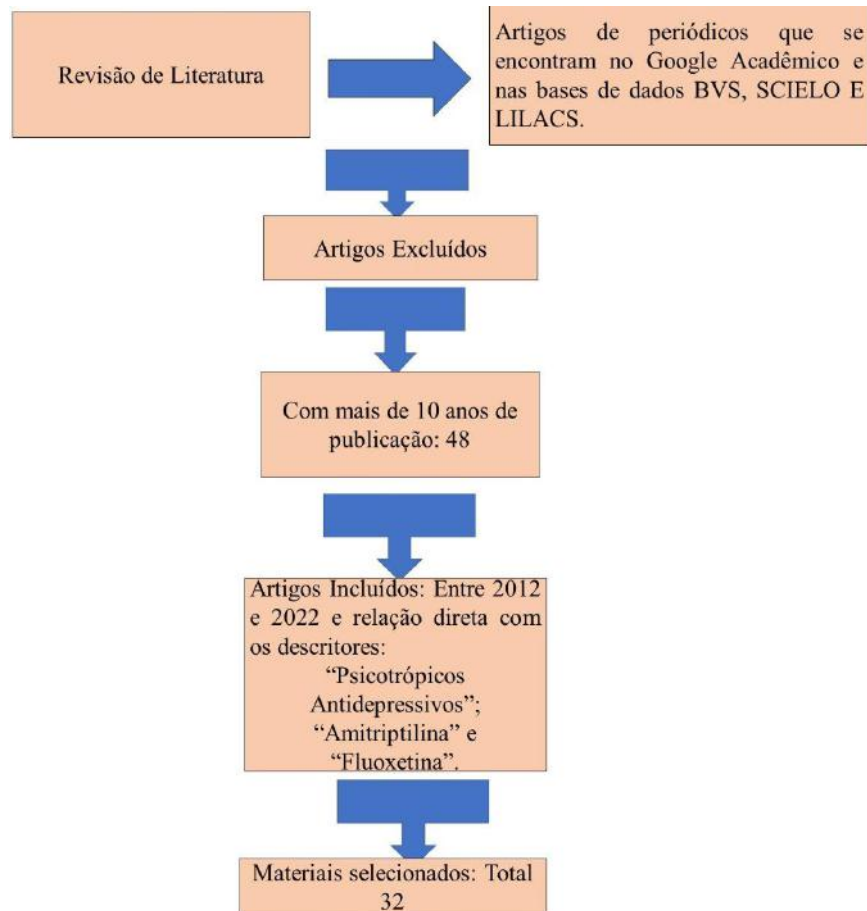 Revisão de Literatura
Artigos de periódicos que se
encontram no Google Acadêmico e
nas bases de dados BVS, SCIELO E
LILACS.
Artigos Excluídos
Com mais de 10 anos de
publicação: 48
Artigos Incluídos: Entre 2012
e 2022 e relação direta com
os descritores:
“Psicotrópicos
Antidepressivos”;
“Amitriptilina” e
“Fluoxetina”.
Materiais selecionados: Total
32